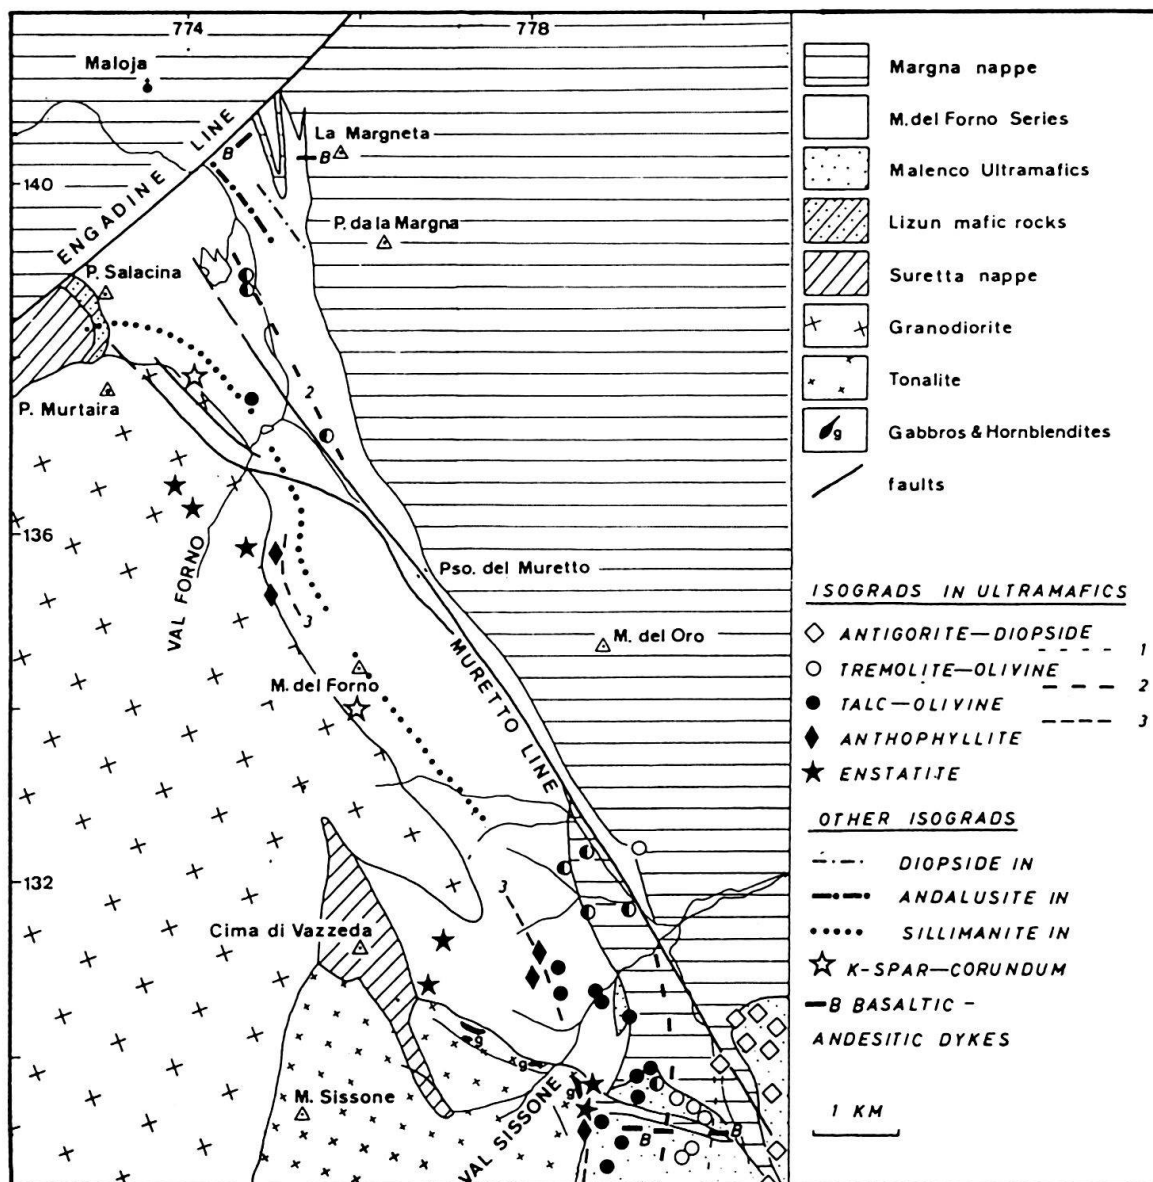 774
778
Maloja
ENGADINE LINE
B
La Margneta
B
140
P. da la Margna
P. Salacina
P. Murtaira
2
136
VAL FORNO
3
Pso. del Muretto
M. del Oro
MURETTO LINE
M. del Forno
132
3
Cima di Vazzeda
g
g
g
M. Sissone
VAL SISSONE
B
B
Margna nappe
M. del Forno Series
Malenco Ultramafics
Lizun mafic rocks
Suretta nappe
Granodiorite
Tonalite
g
Gabbros & Hornblendites
faults
ISOGRADS IN ULTRAMAFICS
ANTIGORITE—DIOPSIDE
1
TREMOLITE—OLIVINE
2
TALC—OLIVINE
3
ANTHOPHYLLITE
ENSTATITE
OTHER ISOGRADS
DIOPSIDE IN
ANDALUSITE IN
SILLIMANITE IN
K-SPAR—CORUNDUM
B BASALTIC -
ANDESITIC DYKES
1 KM